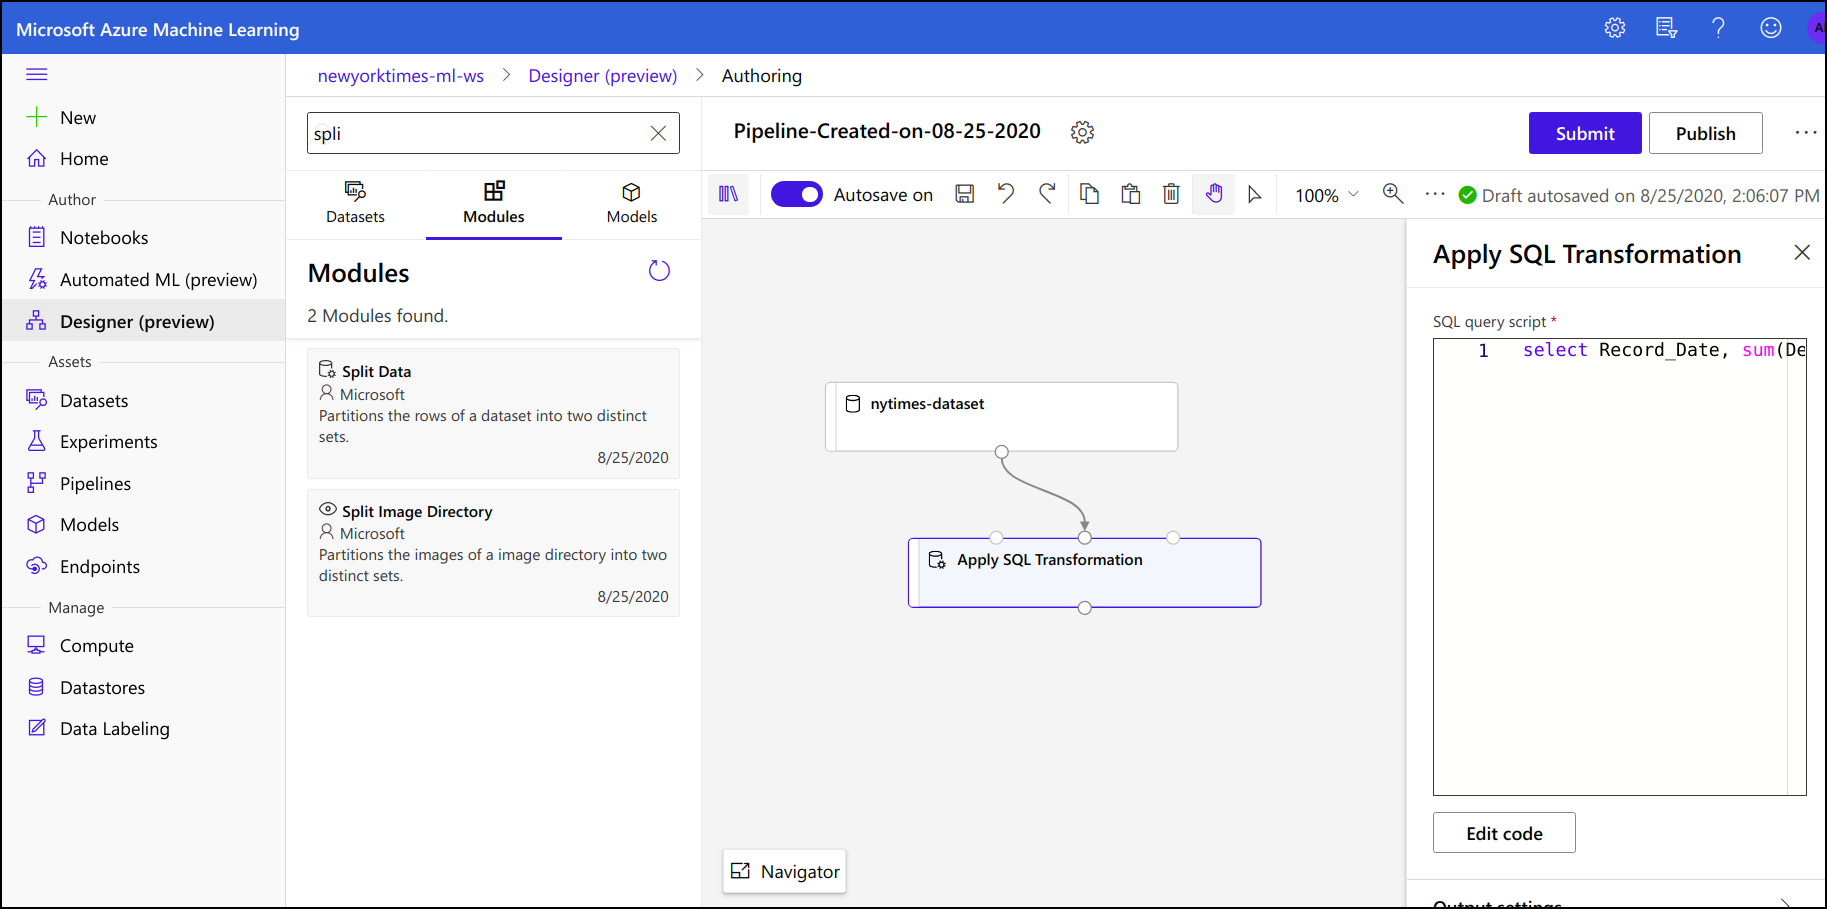 Microsoft Azure Machine Learning
newyorktimes-ml-ws > Designer (preview) > Authoring
New
Home
Author
Notebooks
Automated ML (preview)
Designer (preview)
Assets
Datasets
Experiments
Pipelines
Models
Endpoints
Manage
Compute
Datastores
Data Labeling
spli
Datasets
Modules
Models
Modules
2 Modules found.
Split Data
Microsoft
Partitions the rows of a dataset into two distinct
sets.
8/25/2020
Split Image Directory
Microsoft
Partitions the images of a image directory into two
distinct sets.
8/25/2020
Pipeline-Created-on-08-25-2020
Submit
Publish
Autosave on
100%
Draft autosaved on 8/25/2020, 2:06:07 PM
nytimes-dataset
Apply SQL Transformation
Navigator
Apply SQL Transformation
SQL query script *
1 select Record_Date, sum(De
Edit code
Output settings